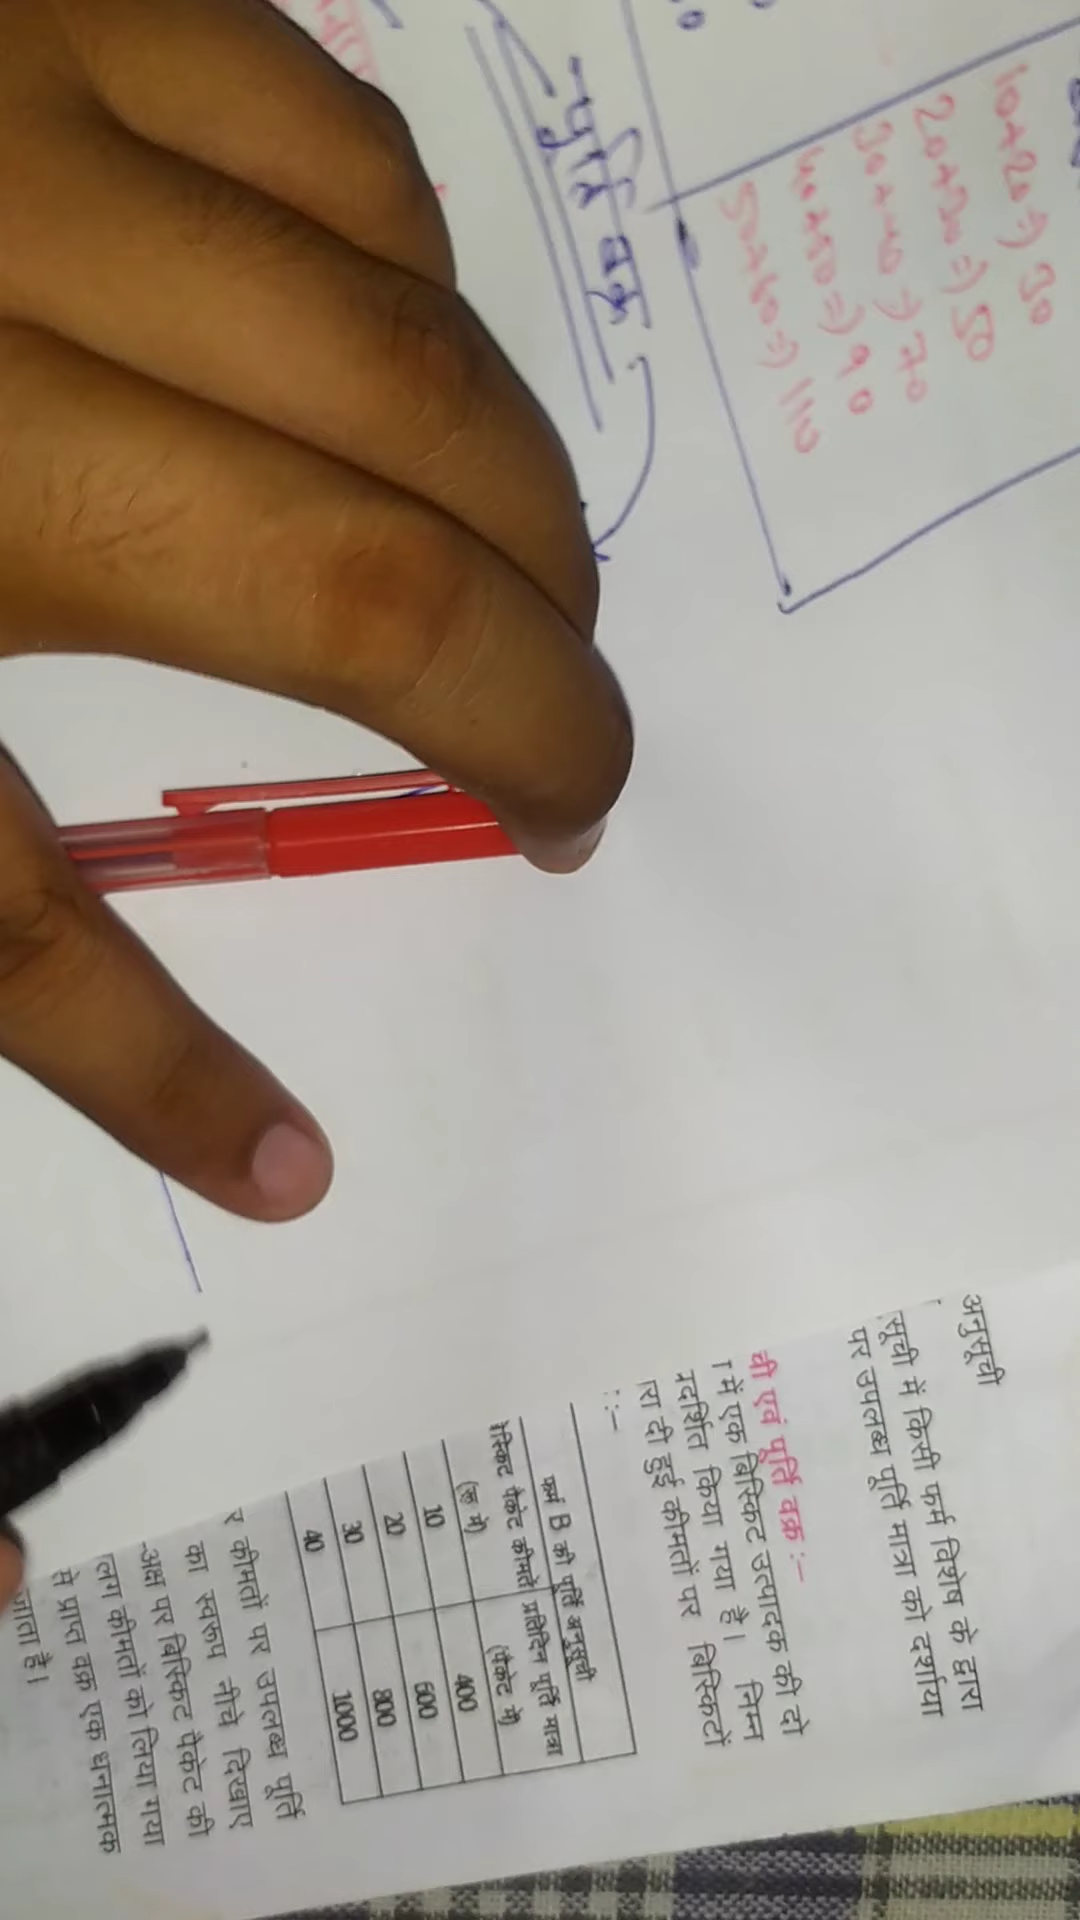 10+20=) 30
20+30=) 50
30+40=) 70
40+50=) 90
50+60=) 110
-पूर्ति वक्र
अनुसूची
सूची में किसी फर्म विशेष के द्वारा
पर उपलब्ध पूर्ति मात्रा को दर्शाया
ची एवं पूर्ति वक्र :-
में एक बिस्किट उत्पादक की दो
प्रदर्शित किया गया है। निम्न
रा दी हुई कीमतों पर बिस्किटों
:-
फर्म B की पूर्ति अनुसूची
बिस्किट पैकेट कीमतें प्रतिदिन पूर्ति मात्रा
(रू में) (पैकेट में)
10 400
20 600
30 800
40 1000
र कीमतों पर उपलब्ध पूर्ति
का स्वरूप नीचे दिखाए
-अक्ष पर बिस्किट पैकेट की
लग कीमतों को लिया गया
से प्राप्त वक्र एक धनात्मक
जाता है।